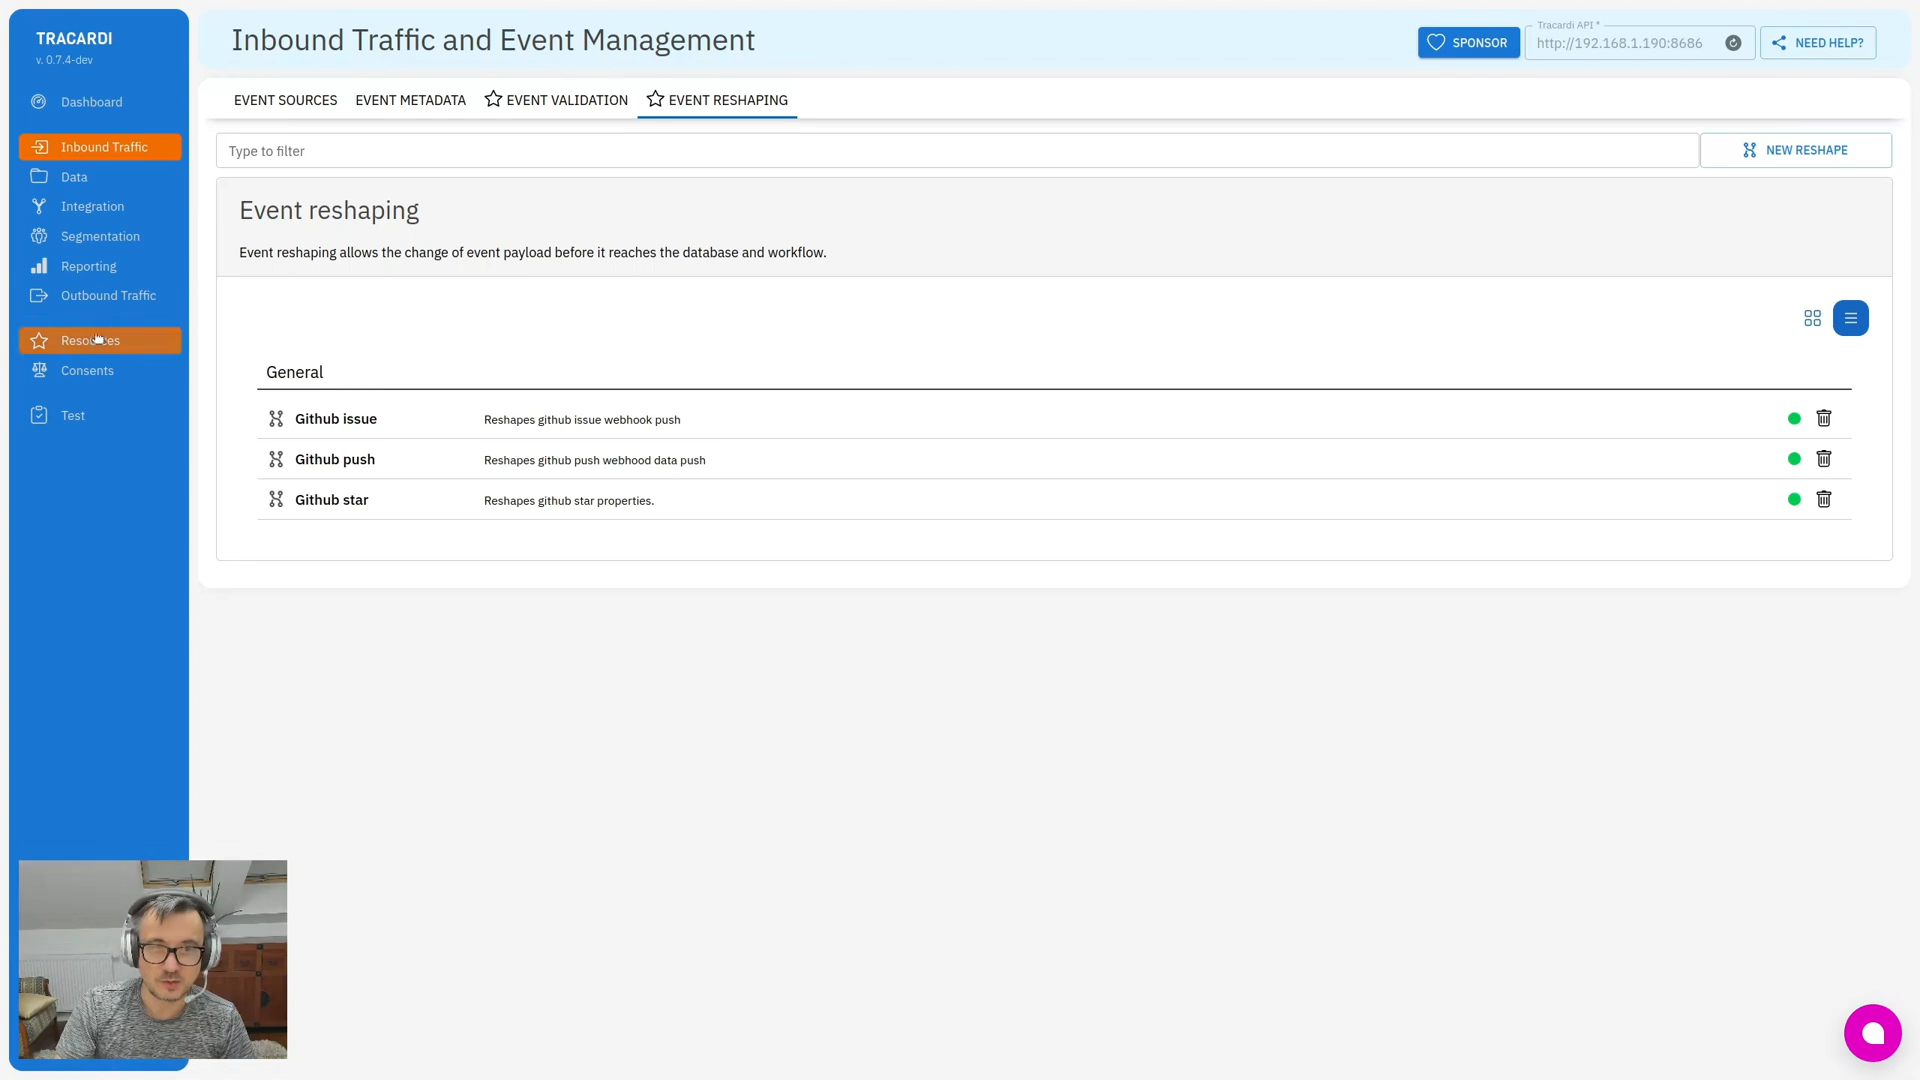 TRACARDI
v. 0.7.4-dev
Dashboard
Inbound Traffic
Data
Integration
Segmentation
Reporting
Outbound Traffic
Resources
Consents
Test
Inbound Traffic and Event Management
SPONSOR
Tracardi API *
http://192.168.1.190:8686
NEED HELP?
EVENT SOURCES
EVENT METADATA
EVENT VALIDATION
EVENT RESHAPING
Type to filter
NEW RESHAPE
Event reshaping
Event reshaping allows the change of event payload before it reaches the database and workflow.
General
Github issue
Reshapes github issue webhook push
Github push
Reshapes github push webhood data push
Github star
Reshapes github star properties.